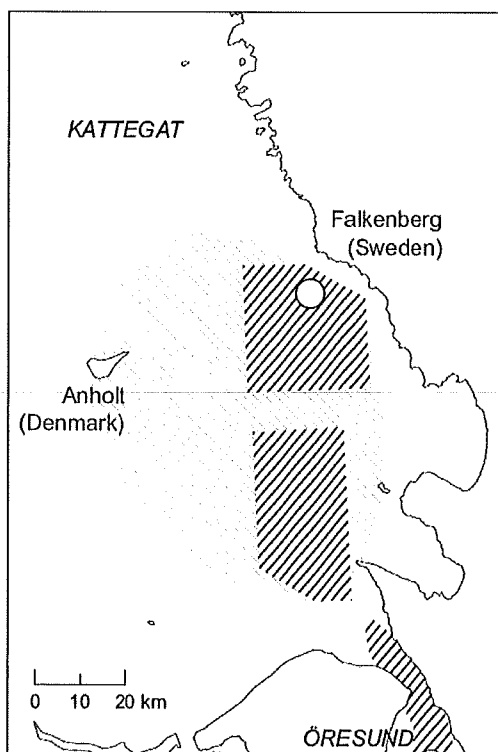 KATTEGAT
Falkenberg
(Sweden)
Anholt
(Denmark)
0 10 20 km
ÖRESUND